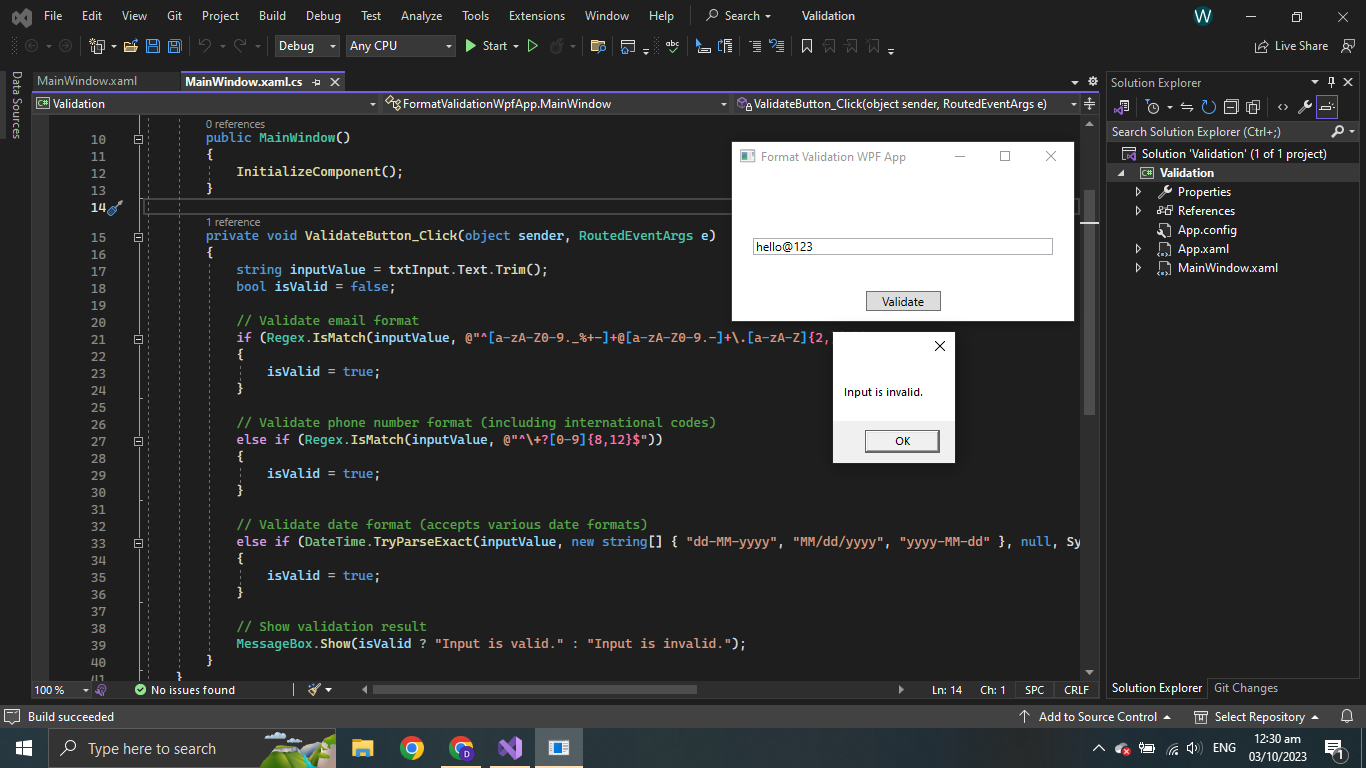 File Edit View Git Project Build Debug Test Analyze Tools Extensions Window Help Search Validation W
Debug Any CPU Start Live Share
Data Sources
MainWindow.xaml MainWindow.xaml.cs
Validation FormatValidationWpfApp.MainWindow ValidateButton_Click(object sender, RoutedEventArgs e)
0 references
10 public MainWindow()
11 {
12 InitializeComponent();
13 }
14
1 reference
15 private void ValidateButton_Click(object sender, RoutedEventArgs e)
16 {
17 string inputValue = txtInput.Text.Trim();
18 bool isValid = false;
19
20 // Validate email format
21 if (Regex.IsMatch(inputValue, @"^[a-zA-Z0-9._%+-]+@[a-zA-Z0-9.-]+\.[a-zA-Z]{2,
22 {
23 isValid = true;
24 }
25
26 // Validate phone number format (including international codes)
27 else if (Regex.IsMatch(inputValue, @"^\+?[0-9]{8,12}$"))
28 {
29 isValid = true;
30 }
31
32 // Validate date format (accepts various date formats)
33 else if (DateTime.TryParseExact(inputValue, new string[] { "dd-MM-yyyy", "MM/dd/yyyy", "yyyy-MM-dd" }, null, Sy
34 {
35 isValid = true;
36 }
37
38 // Show validation result
39 MessageBox.Show(isValid ? "Input is valid." : "Input is invalid.");
40 }
41 }
Format Validation WPF App
hello@123
Validate
Input is invalid.
OK
Solution Explorer
Search Solution Explorer (Ctrl+;)
Solution 'Validation' (1 of 1 project)
C# Validation
Properties
References
App.config
App.xaml
MainWindow.xaml
100 % No issues found Ln: 14 Ch: 1 SPC CRLF
Solution Explorer Git Changes
Build succeeded Add to Source Control Select Repository
Type here to search D ENG 12:30 am
03/10/2023 1